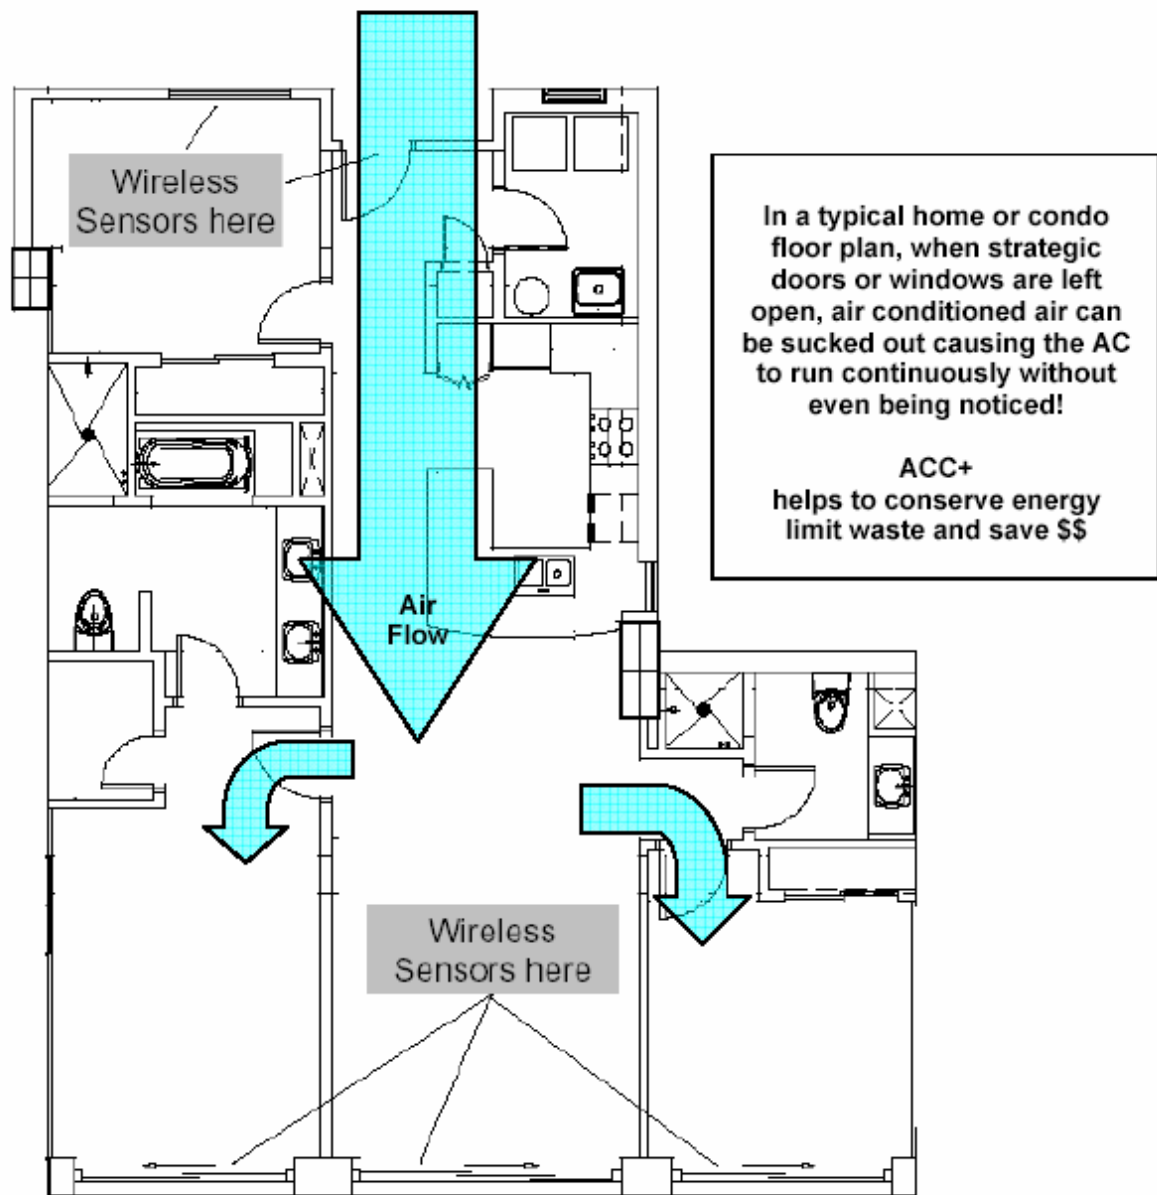 Wireless
Sensors here
In a typical home or condo
floor plan, when strategic
doors or windows are left
open, air conditioned air can
be sucked out causing the AC
to run continuously without
even being noticed!
ACC+
helps to conserve energy
limit waste and save $$
Air
Flow
Wireless
Sensors here